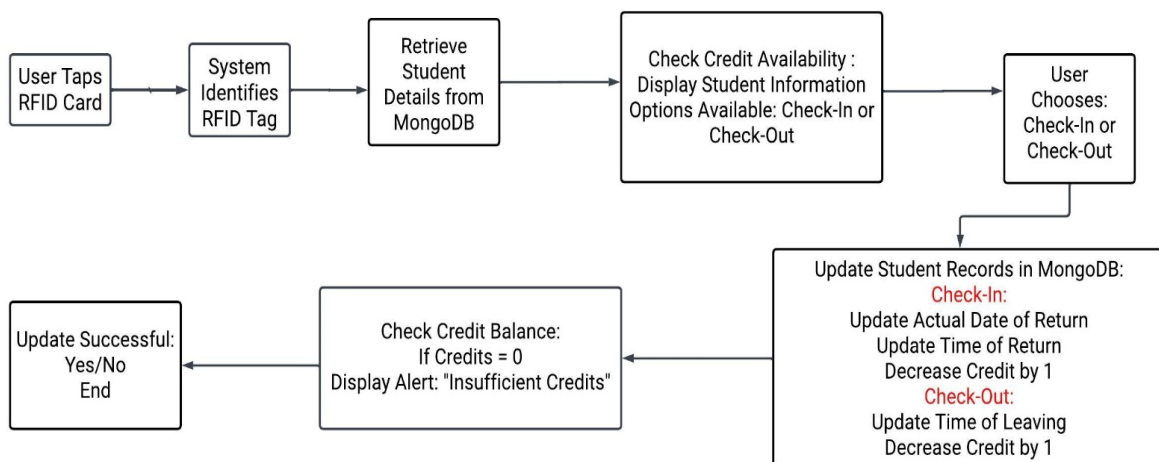 User Taps
RFID Card
System
Identifies
RFID Tag
Retrieve
Student
Details from
MongoDB
Check Credit Availability :
Display Student Information
Options Available: Check-In or
Check-Out
User
Chooses:
Check-In or
Check-Out
Update Student Records in MongoDB:
Check-In:
Update Actual Date of Return
Update Time of Return
Decrease Credit by 1
Check-Out:
Update Time of Leaving
Decrease Credit by 1
Check Credit Balance:
If Credits = 0
Display Alert: "Insufficient Credits"
Update Successful:
Yes/No
End